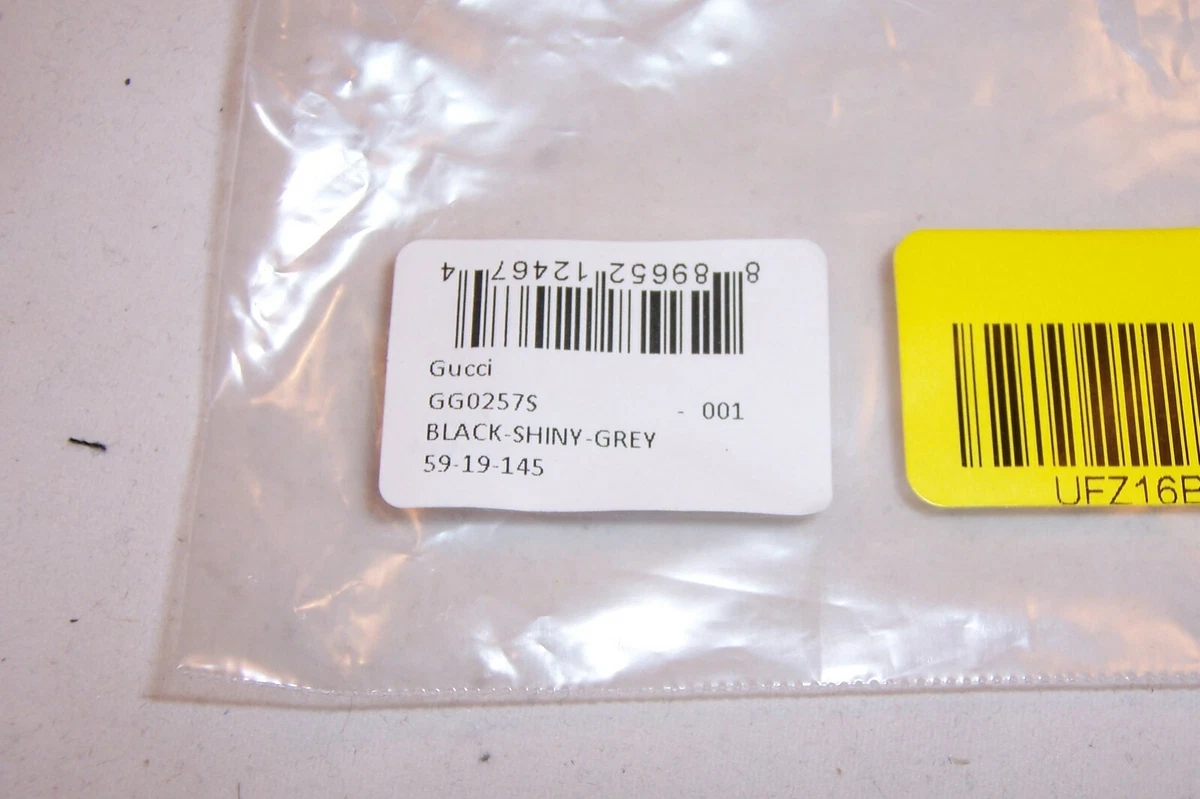 8 89652 12467 4
Gucci
GG0257S - 001
BLACK-SHINY-GREY
59-19-145
UFZ16